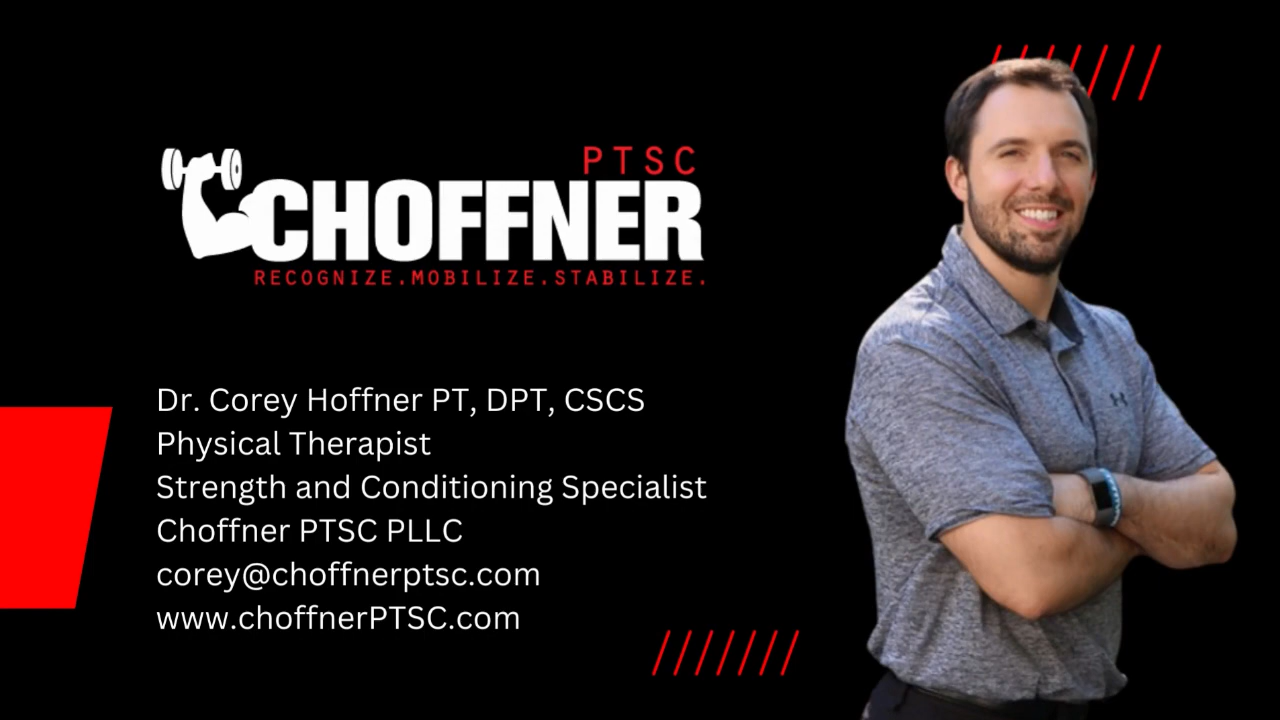 PTSC
CHOFFNER
RECOGNIZE.MOBILIZE.STABILIZE.
Dr. Corey Hoffner PT, DPT, CSCS
Physical Therapist
Strength and Conditioning Specialist
Choffner PTSC PLLC
corey@choffnerptsc.com
www.choffnerPTSC.com